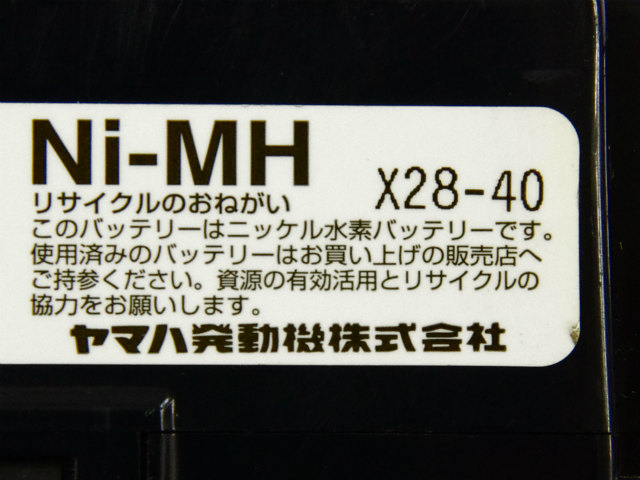 Ni-MH
X28-40
リサイクルのおねがい
このバッテリーはニッケル水素バッテリーです。
使用済みのバッテリーはお買い上げの販売店へ
ご持参ください。資源の有効活用とリサイクルの
協力をお願いします。
ヤマハ発動機株式会社